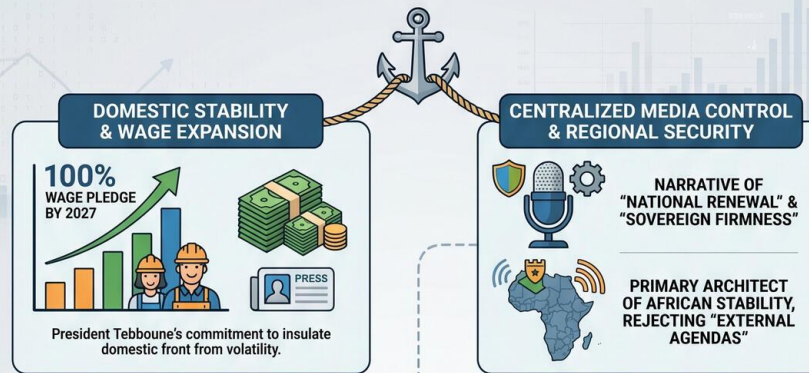 DOMESTIC STABILITY
& WAGE EXPANSION
100%
WAGE PLEDGE
BY 2027
PRESS
President Tebboune's commitment to insulate
domestic front from volatility.
CENTRALIZED MEDIA CONTROL
& REGIONAL SECURITY
NARRATIVE OF
"NATIONAL RENEWAL" &
"SOVEREIGN FIRMNESS"
PRIMARY ARCHITECT
OF AFRICAN STABILITY,
REJECTING "EXTERNAL
AGENDAS"